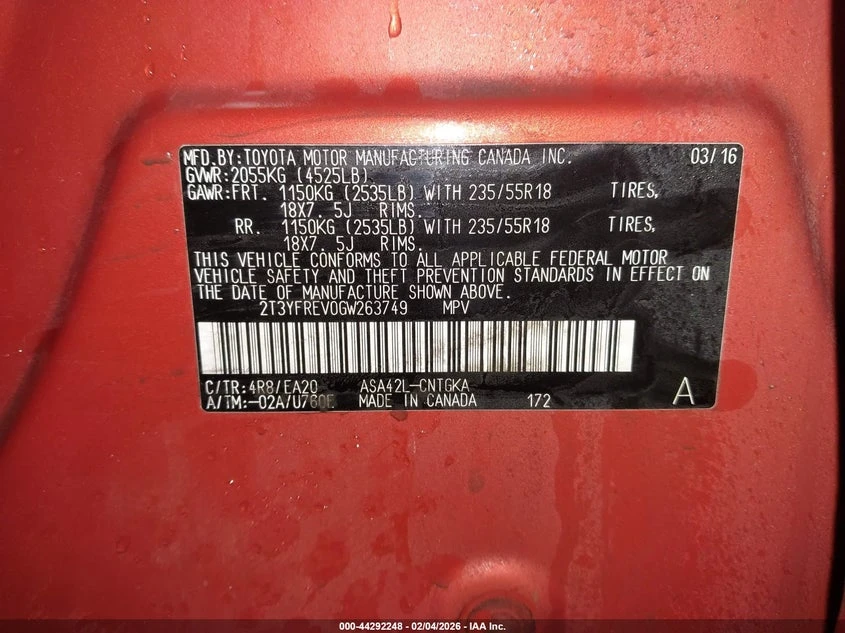 MFD.BY:TOYOTA MOTOR MANUFACTURING CANADA INC. 03/16
GVWR:2055KG (4525LB)
GAWR:FRT. 1150KG (2535LB) WITH 235/55R18 TIRES,
18X7. 5J RIMS.
RR. 1150KG (2535LB) WITH 235/55R18 TIRES,
18X7. 5J RIMS.
THIS VEHICLE CONFORMS TO ALL APPLICABLE FEDERAL MOTOR
VEHICLE SAFETY AND THEFT PREVENTION STANDARDS IN EFFECT ON
THE DATE OF MANUFACTURE SHOWN ABOVE.
2T3YFREV0GW263749 MPV
C/TR:4R8/EA20 ASA42L-CNTGKA
A/TM:-02A/U760E MADE IN CANADA 172 A
000-44292248 - 02/04/2026 - IAA Inc.